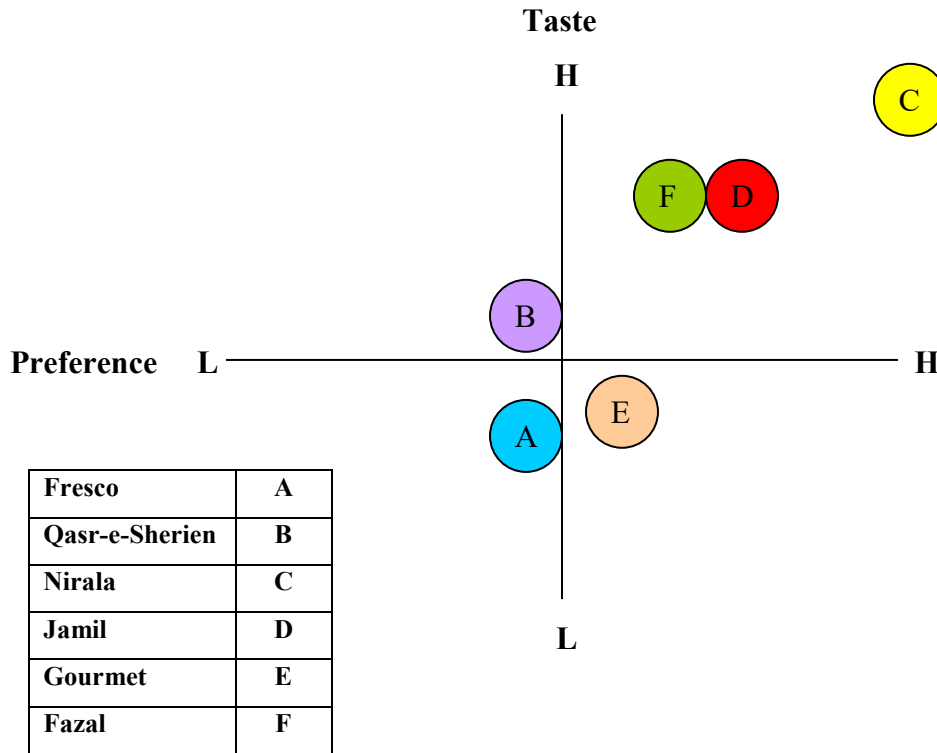 Taste
H
C
F D
B
Preference L H
E
A
Fresco A
Qasr-e-Sherien B
Nirala C
Jamil D
L
Gourmet E
Fazal F